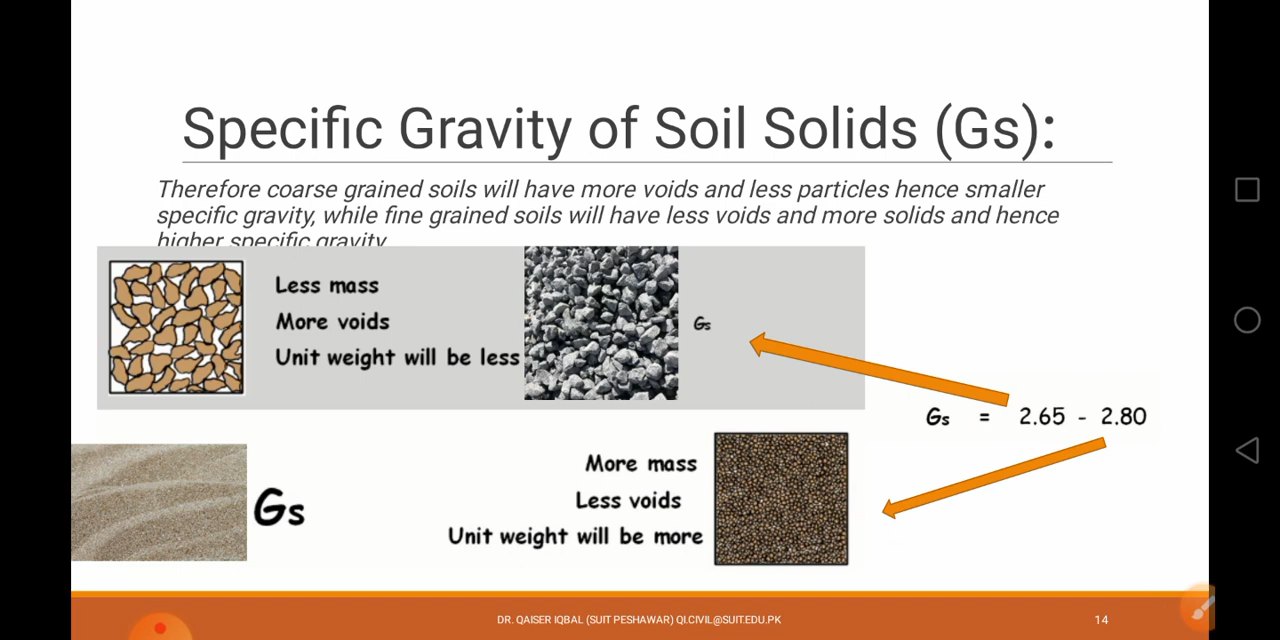 Specific Gravity of Soil Solids (Gs):
Therefore coarse grained soils will have more voids and less particles hence smaller
specific gravity, while fine grained soils will have less voids and more solids and hence
higher specific gravity
Less mass
More voids
Unit weight will be less
Gs
Gs = 2.65 - 2.80
More mass
Less voids
Unit weight will be more
Gs
DR. QAISER IQBAL (SUIT PESHAWAR) QI.CIVIL@SUIT.EDU.PK
14